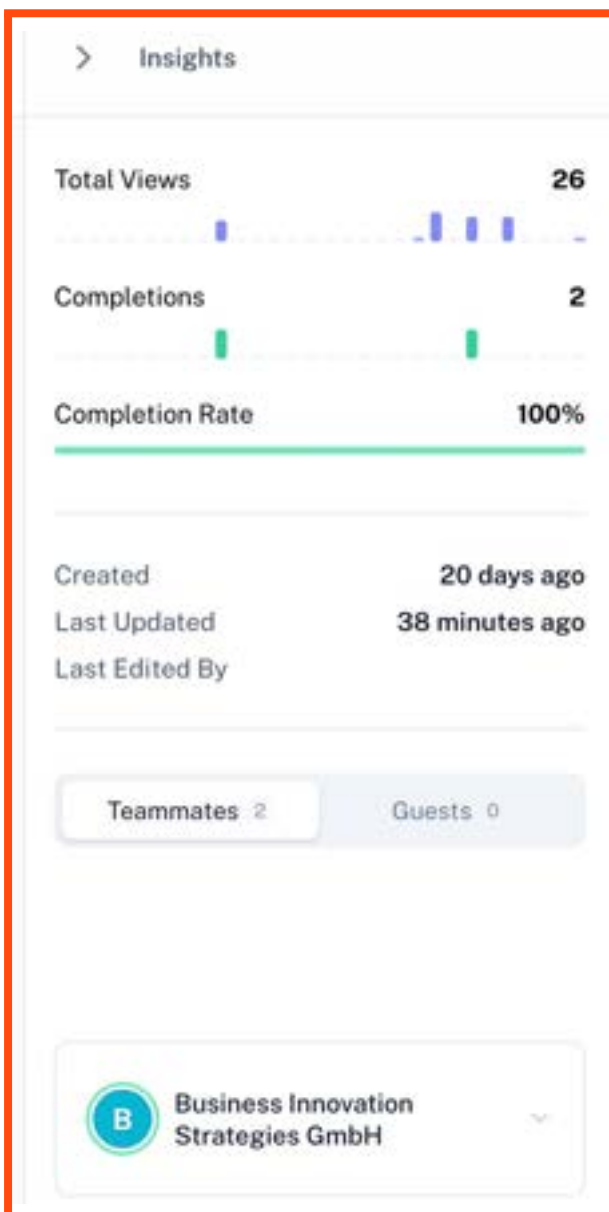 Insights
Total Views 26
Completions 2
Completion Rate 100%
Created 20 days ago
Last Updated 38 minutes ago
Last Edited By
Teammates 2 Guests 0
B
Business Innovation
Strategies GmbH